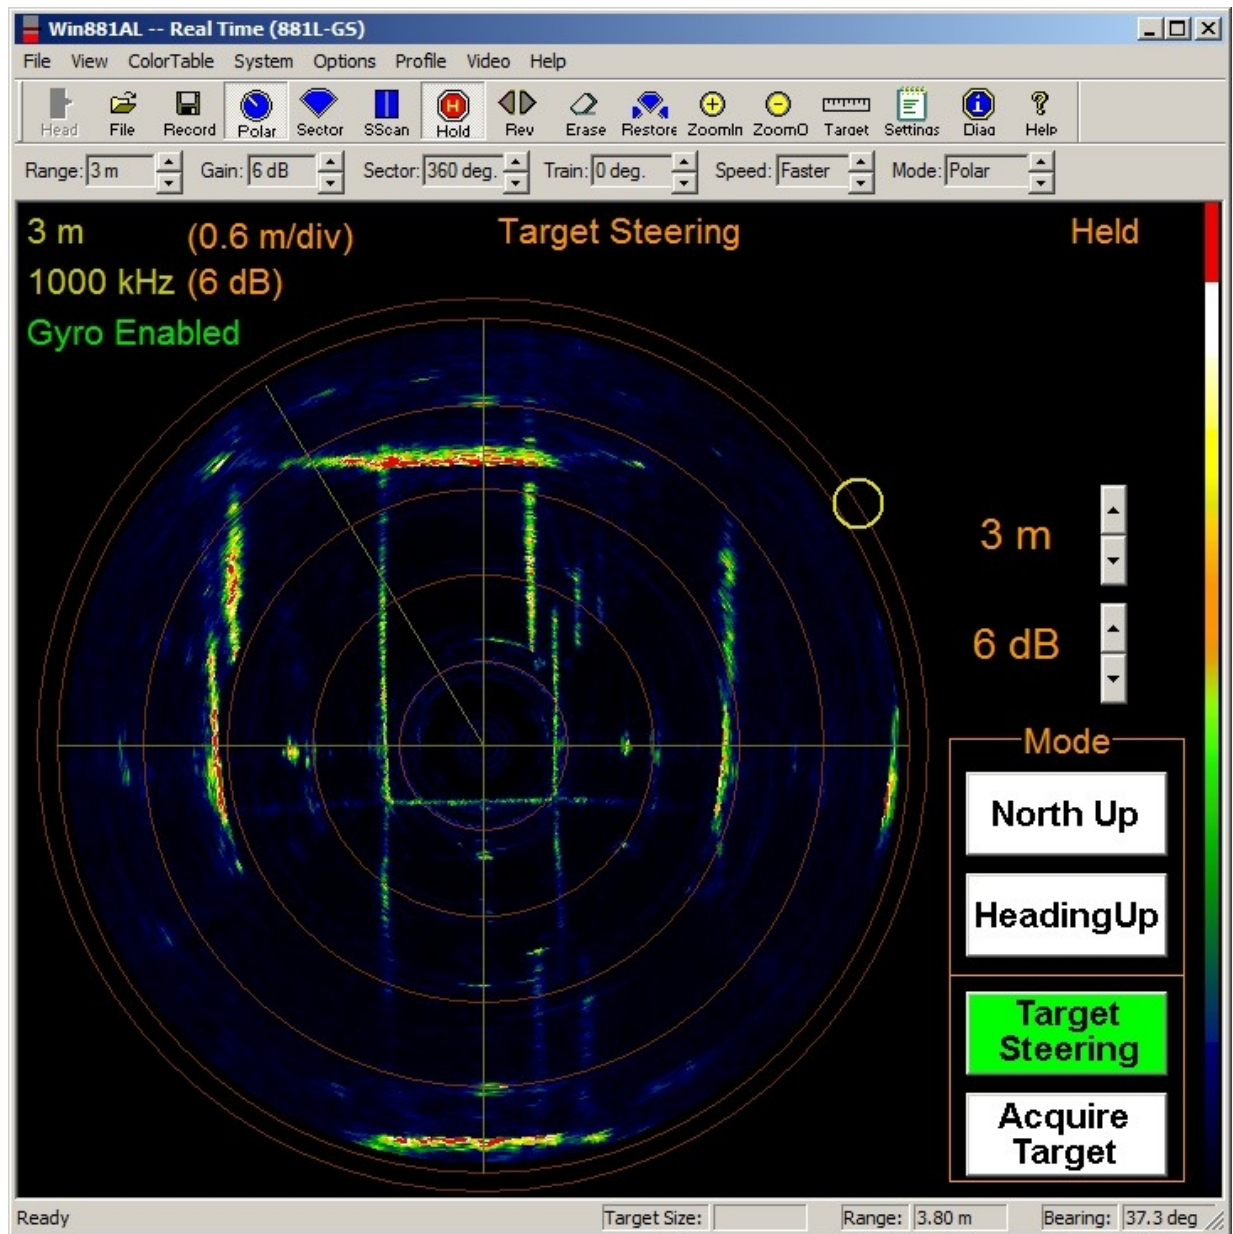 Win881AL -- Real Time (881L-GS)
File View ColorTable System Options Profile Video Help
Head File Record Polar Sector SScan Hold Rev Erase Restore ZoomIn ZoomO Target Settings Diag Help
Range: 3 m Gain: 6 dB Sector: 360 deg. Train: 0 deg. Speed: Faster Mode: Polar
3 m (0.6 m/div) Target Steering Held
1000 kHz (6 dB)
Gyro Enabled
3 m
6 dB
Mode
North Up
HeadingUp
Target
Steering
Acquire
Target
Ready Target Size: Range: 3.80 m Bearing: 37.3 deg